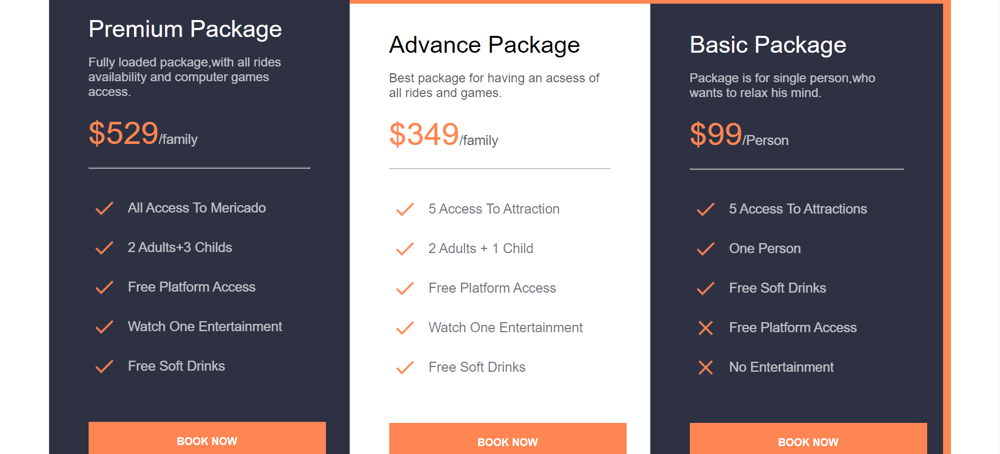 Premium Package
Fully loaded package,with all rides
availability and computer games
access.
$529/family
All Access To Mericado
2 Adults+3 Childs
Free Platform Access
Watch One Entertainment
Free Soft Drinks
BOOK NOW
Advance Package
Best package for having an acsess of
all rides and games.
$349/family
5 Access To Attraction
2 Adults + 1 Child
Free Platform Access
Watch One Entertainment
Free Soft Drinks
BOOK NOW
Basic Package
Package is for single person,who
wants to relax his mind.
$99/Person
5 Access To Attractions
One Person
Free Soft Drinks
Free Platform Access
No Entertainment
BOOK NOW